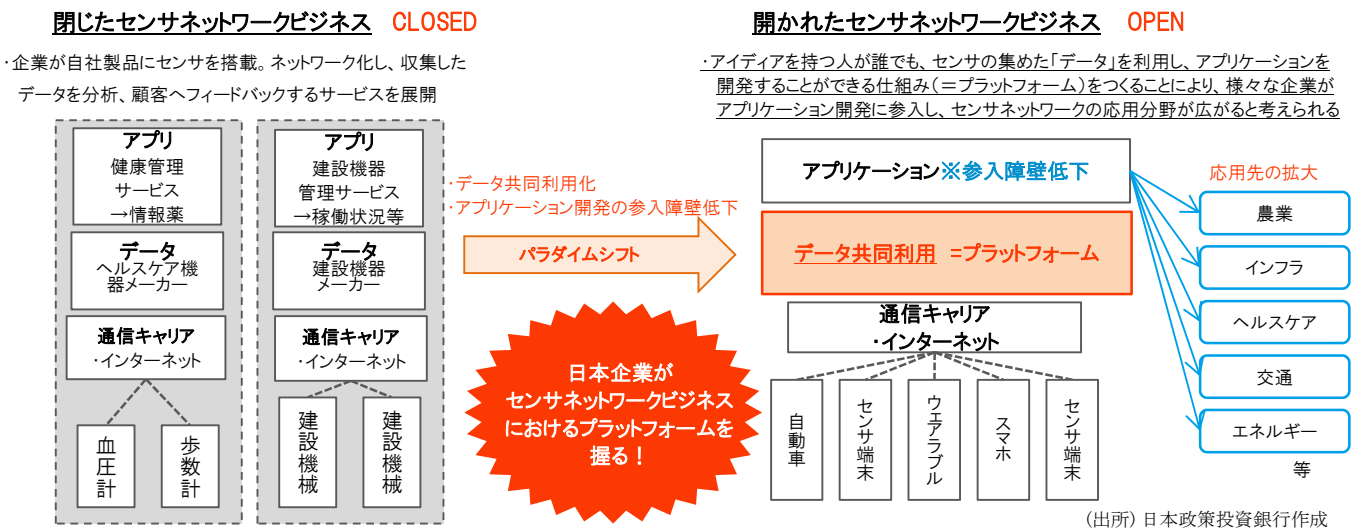 閉じたセンサネットワークビジネス CLOSED
・企業が自社製品にセンサを搭載。ネットワーク化し、収集した
データを分析、顧客へフィードバックするサービスを展開
アプリ
健康管理
サービス
→情報薬
データ
ヘルスケア機
器メーカー
通信キャリア
・インターネット
血圧計
歩数計
アプリ
建設機器
管理サービス
→稼働状況等
データ
建設機器
メーカー
通信キャリア
・インターネット
建設機械
建設機械
・データ共同利用化
・アプリケーション開発の参入障壁低下
パラダイムシフト
日本企業が
センサネットワークビジネス
におけるプラットフォームを
握る！
開かれたセンサネットワークビジネス OPEN
・アイディアを持つ人が誰でも、センサの集めた「データ」を利用し、アプリケーションを
開発することができる仕組み（＝プラットフォーム）をつくることにより、様々な企業が
アプリケーション開発に参入し、センサネットワークの応用分野が広がると考えられる
アプリケーション※参入障壁低下
データ共同利用 =プラットフォーム
通信キャリア
・インターネット
自動車
センサ端末
ウェアラブル
スマホ
センサ端末
応用先の拡大
農業
インフラ
ヘルスケア
交通
エネルギー
等
(出所) 日本政策投資銀行作成